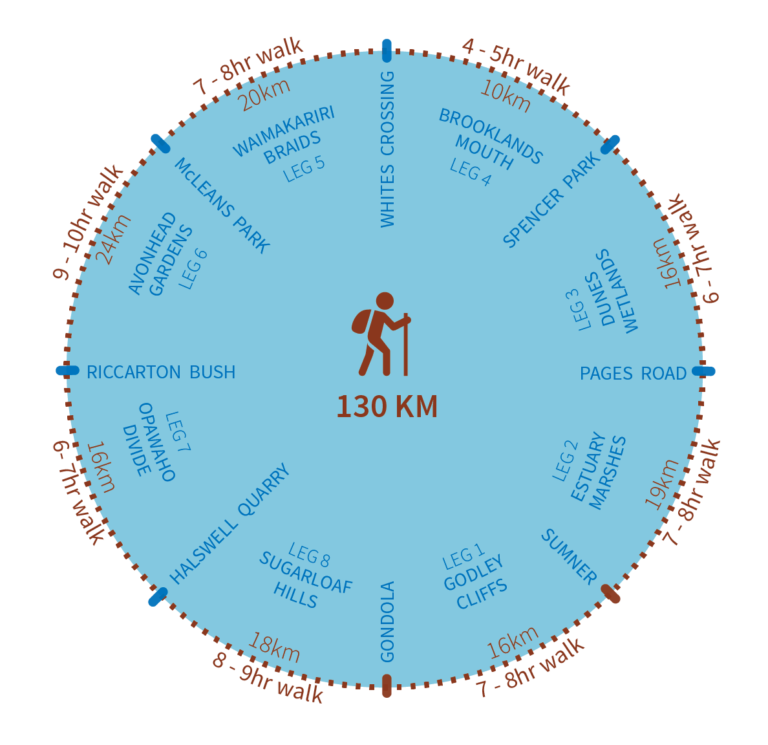 4 - 5hr walk
10km
BROOKLANDS
MOUTH
LEG 4
SPENCER PARK
6 - 7hr walk
16km
DUNES
WETLANDS
LEG 3
PAGES ROAD
7 - 8hr walk
19km
LEG 2
ESTUARY
MARSHES
SUMNER
LEG 1
GODLEY
CLIFFS
16km
7 - 8hr walk
GONDOLA
LEG 8
SUGARLOAF
HILLS
18km
8 - 9hr walk
HALSWELL QUARRY
LEG 7
OPAWAHO
DIVIDE
16km
6- 7hr walk
RICCARTON BUSH
9 - 10hr walk
24km
AVONHEAD
GARDENS
LEG 6
McLEANS PARK
7 - 8hr walk
20km
WAIMAKARIRI
BRAIDS
LEG 5
WHITES CROSSING
130 KM